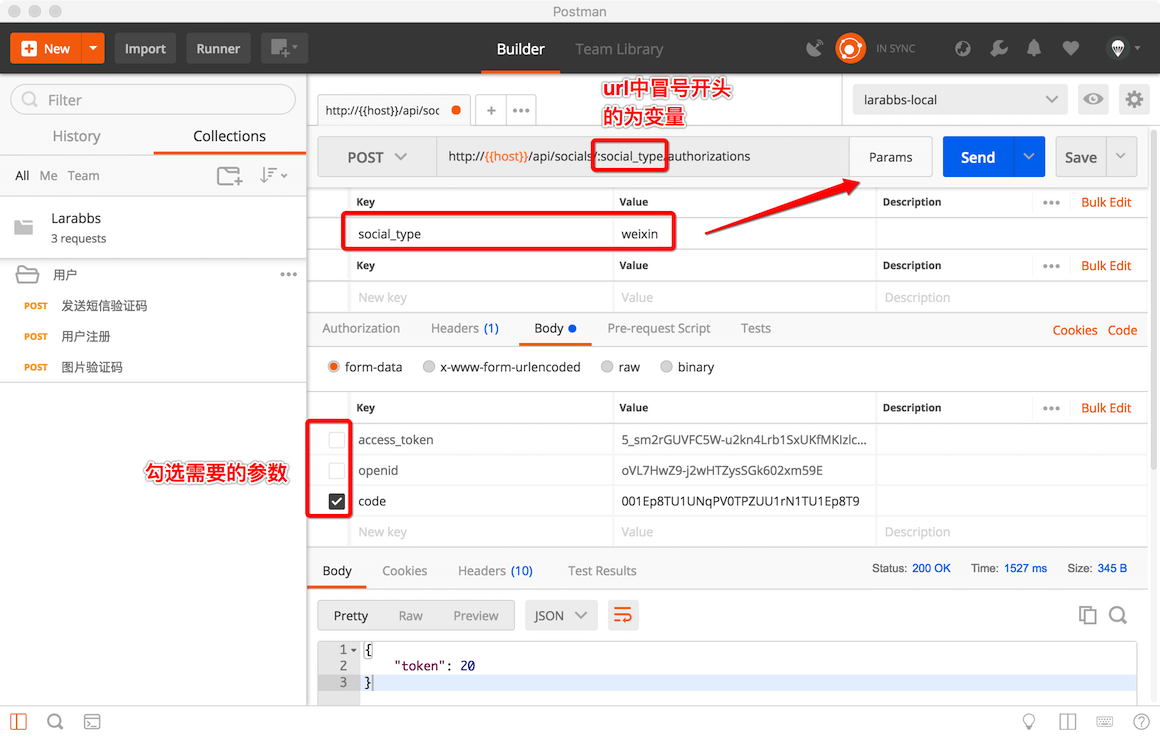 Postman
New
Import
Runner
Builder
Team Library
IN SYNC
Filter
History
Collections
All Me Team
Larabbs
3 requests
用户
POST 发送短信验证码
POST 用户注册
POST 图片验证码
勾选需要的参数
url中冒号开头
的为变量
http://{{host}}/api/soc
larabbs-local
POST
http://{{host}}/api/socials/:social_type/authorizations
Params
Send
Save
Key Value Description Bulk Edit
social_type weixin
Key Value Description Bulk Edit
New key Value Description
Authorization Headers (1) Body Pre-request Script Tests Cookies Code
form-data x-www-form-urlencoded raw binary
Key Value Description Bulk Edit
access_token 5_sm2rGUVFC5W-u2kn4Lrb1SxUKfMKIzlc...
openid oVL7HwZ9-j2wHTZysSGk602xm59E
code 001Ep8TU1UNqPV0TPZUU1rN1TU1Ep8T9
New key Value Description
Body Cookies Headers (10) Test Results Status: 200 OK Time: 1527 ms Size: 345 B
Pretty Raw Preview JSON
1 {
2 "token": 20
3 }